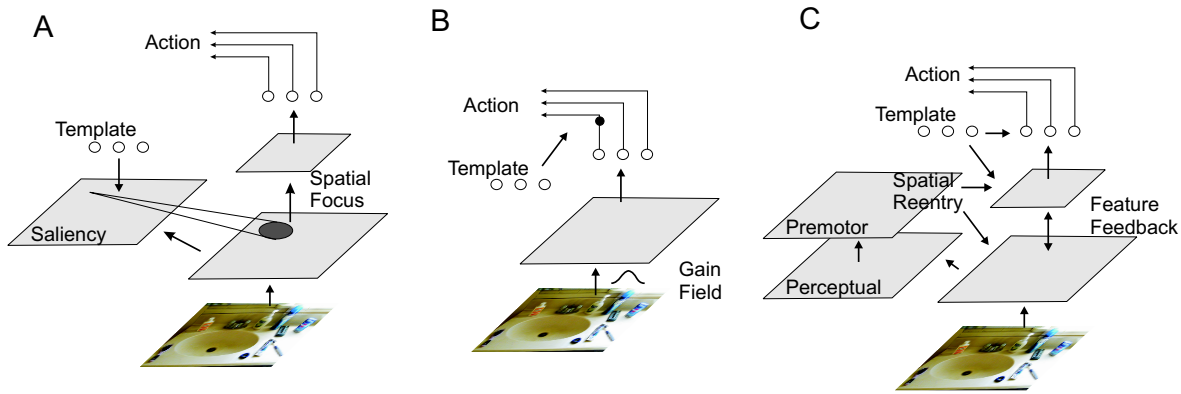 A
Action
Template
Spatial
Focus
Saliency
B
Action
Template
Gain
Field
C
Action
Template
Spatial
Reentry
Feature
Feedback
Premotor
Perceptual